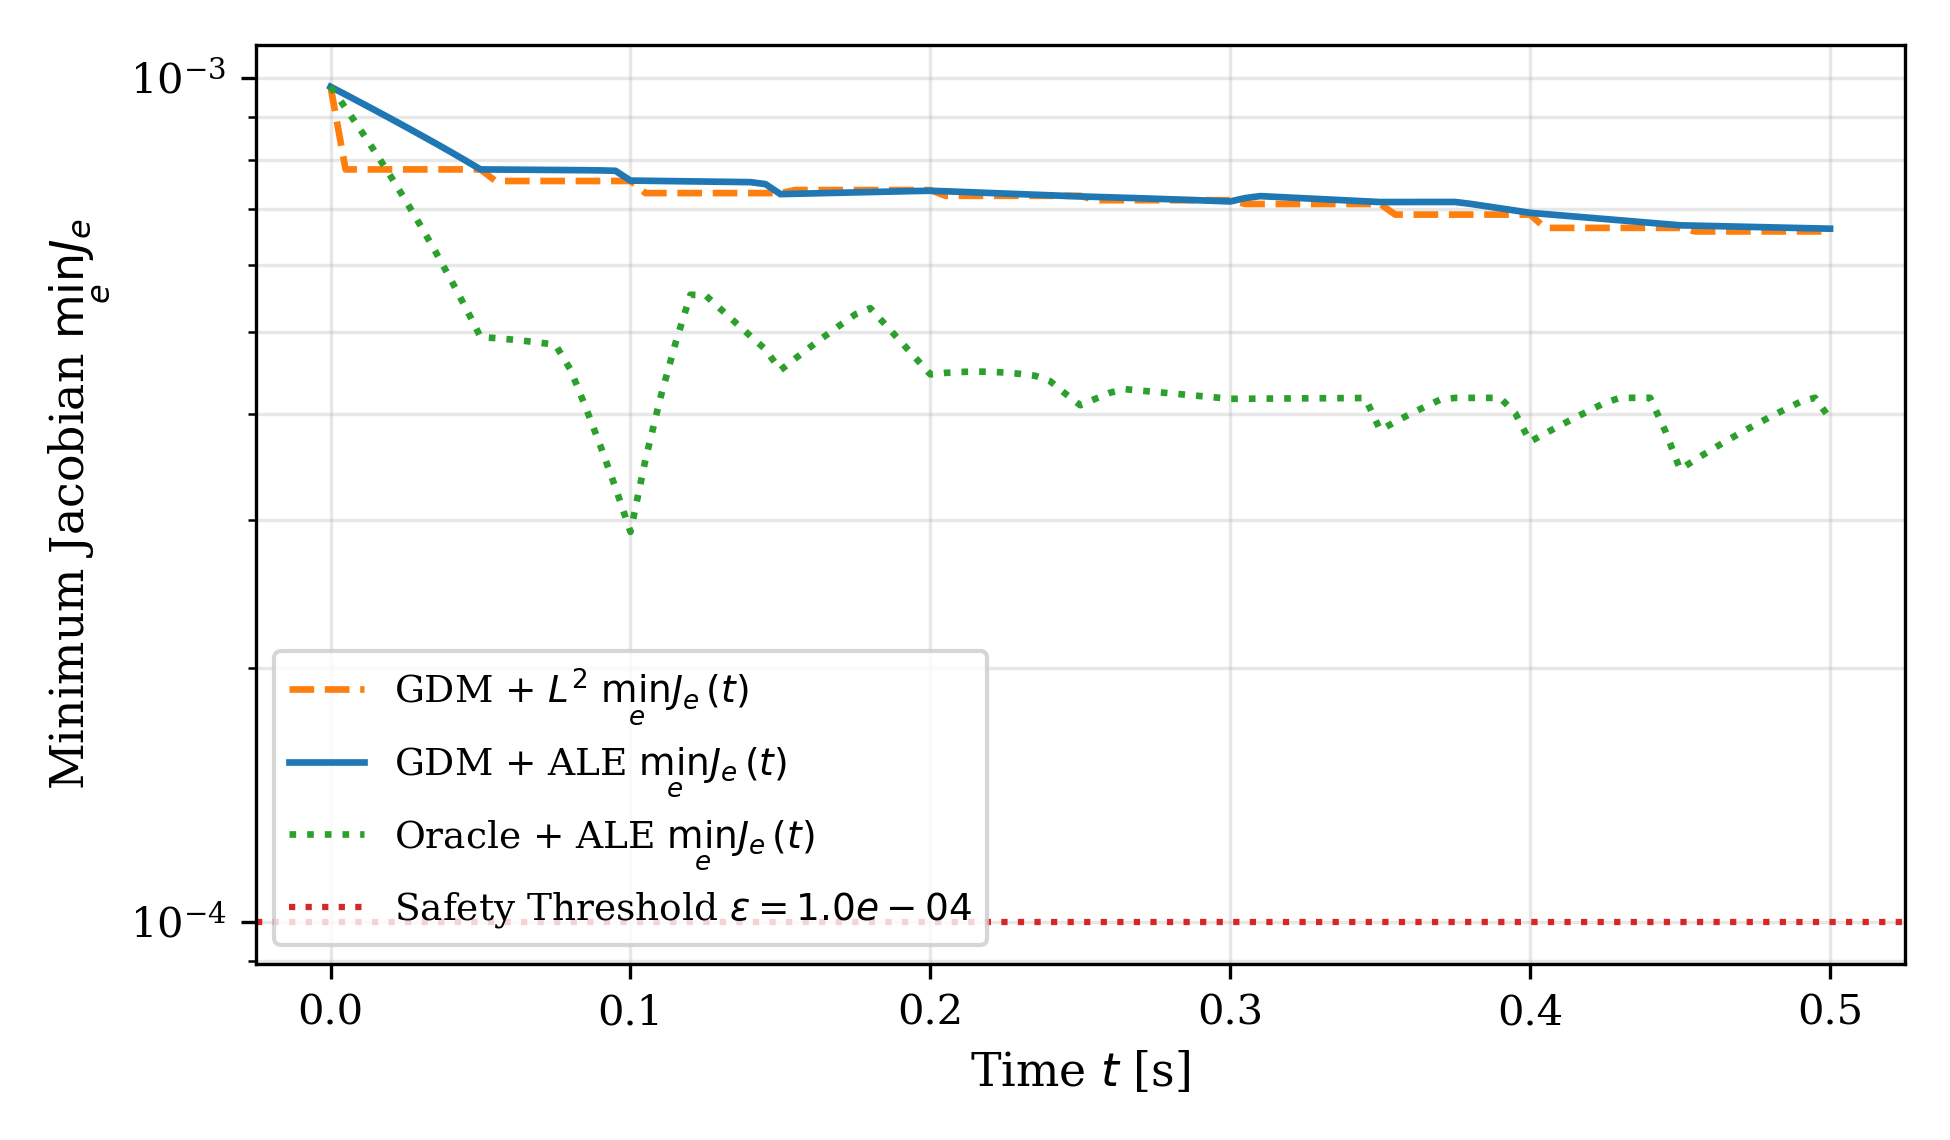 10⁻³
10⁻⁴
Minimum Jacobian min_e J_e
GDM + L² min_e J_e(t)
GDM + ALE min_e J_e(t)
Oracle + ALE min_e J_e(t)
Safety Threshold ε = 1.0e − 04
0.0 0.1 0.2 0.3 0.4 0.5
Time t [s]